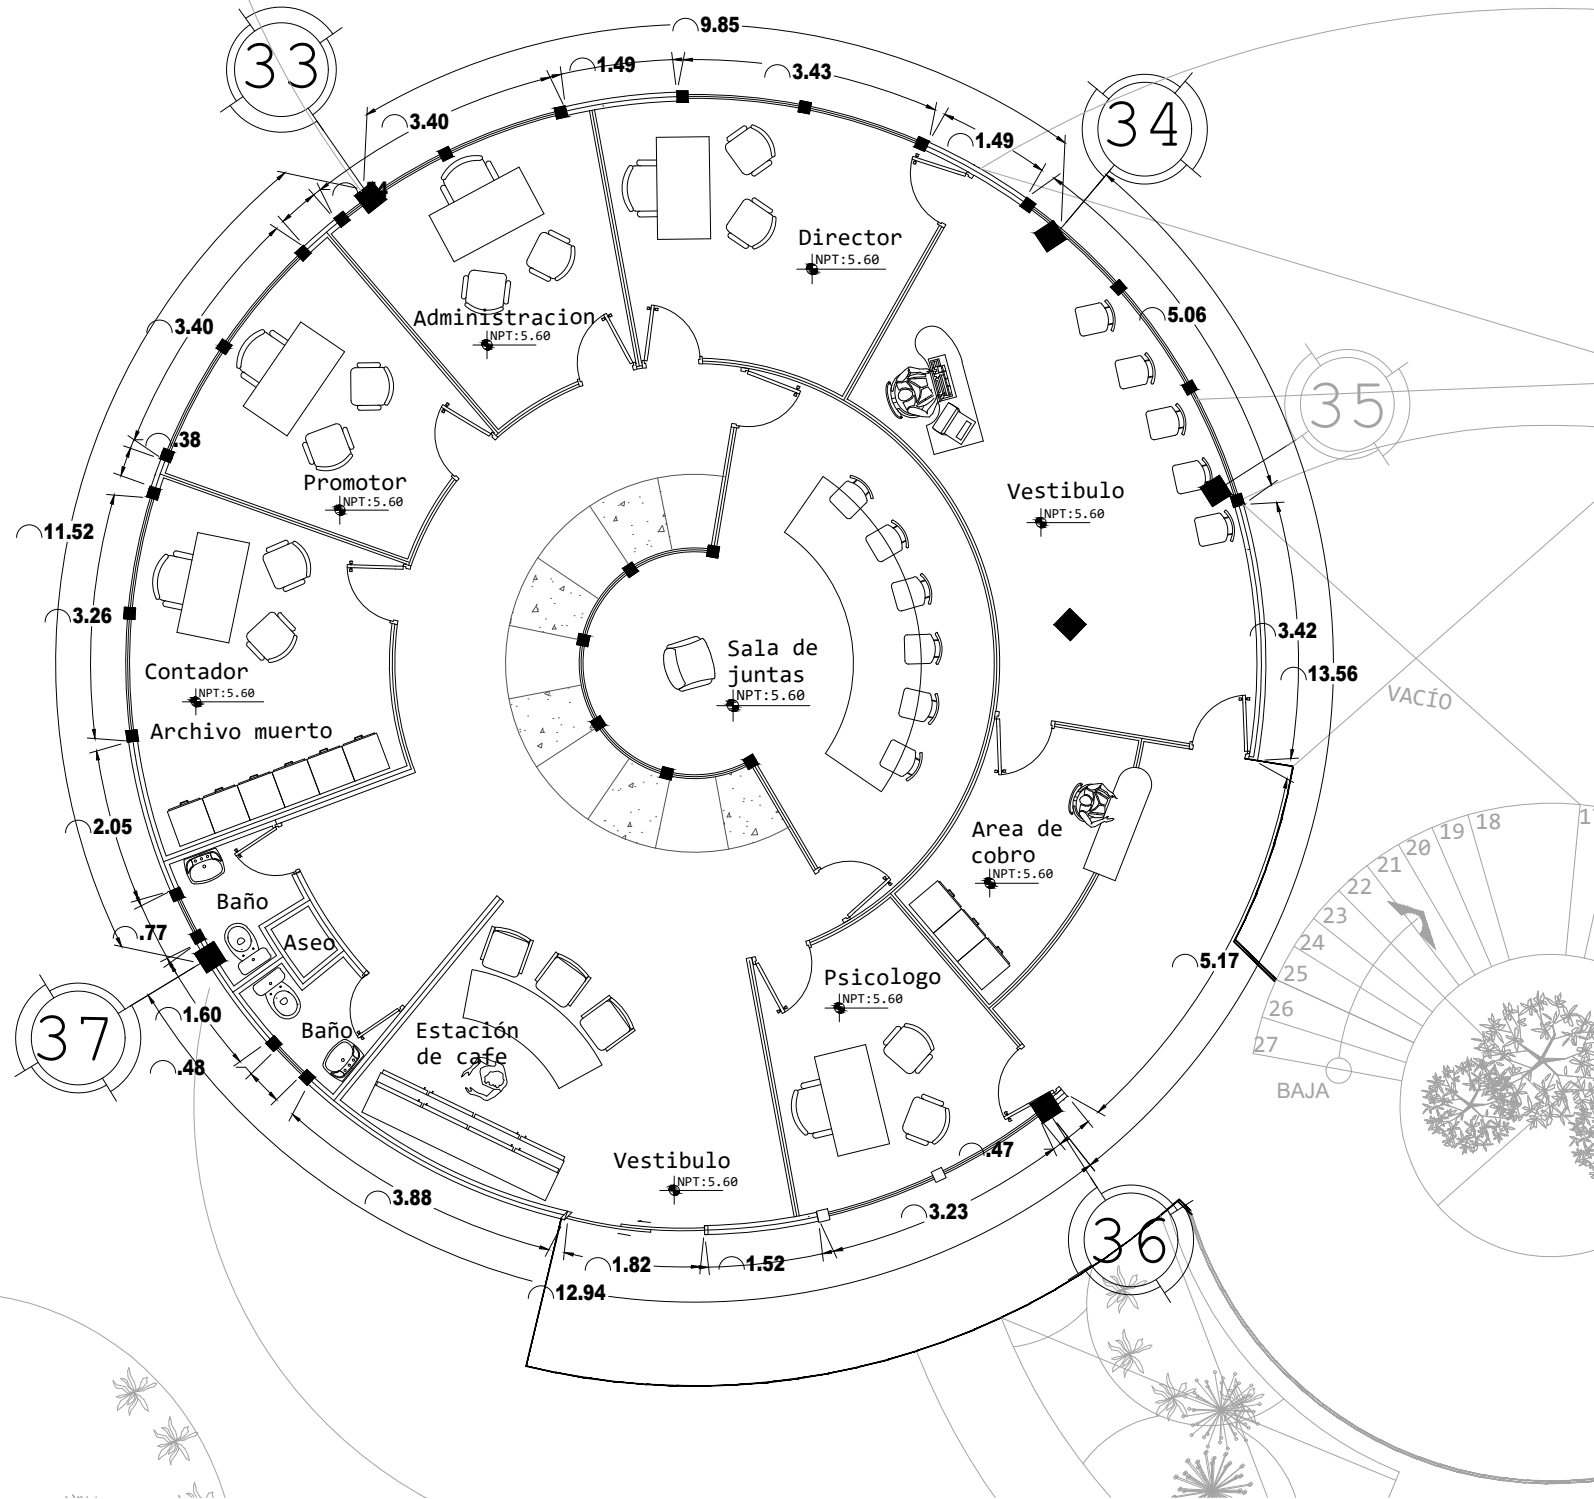 33
9.85
1.49
3.43
3.40
1.49
34
Director
NPT:5.60
Administracion
NPT:5.60
3.40
5.06
35
.38
Promotor
NPT:5.60
Vestibulo
NPT:5.60
11.52
3.26
3.42
13.56
Sala de
juntas
NPT:5.60
Contador
NPT:5.60
VACÍO
Archivo muerto
2.05
Area de
cobro
NPT:5.60
18
19
20
21
22
23
24
25
26
27
BAJA
Baño
.77
Aseo
Psicologo
NPT:5.60
5.17
37
1.60
Baño
Estación
de cafe
.48
.47
Vestibulo
NPT:5.60
3.88
3.23
36
1.82
1.52
12.94